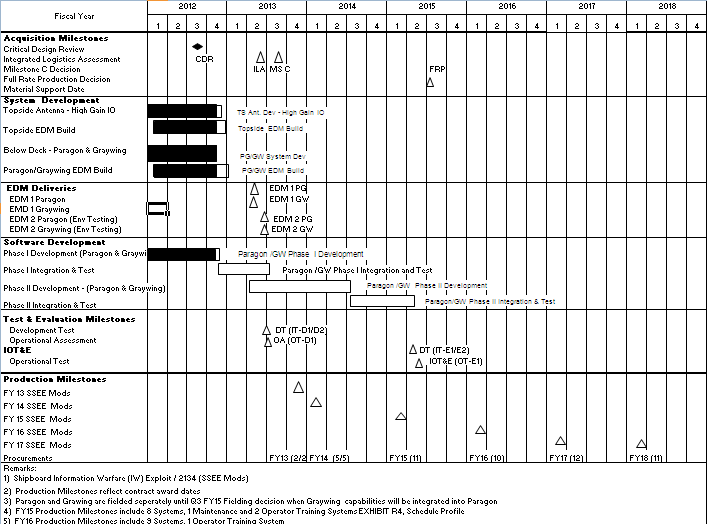 Fiscal Year 2012 2013 2014 2015 2016 2017 2018
1 2 3 4 1 2 3 4 1 2 3 4 1 2 3 4 1 2 3 4 1 2 3 4 1 2 3 4
Acquisition Milestones
Critical Design Review
Integrated Logistics Assessment CDR
Milestone C Decision ILA MS C FRP
Full Rate Production Decision
Material Support Date
System Development
Topside Antenna - High Gain IO TS Ant. Dev - High Gain IO
Topside EDM Build Topside EDM Build
Below Deck - Paragon & Graywing PG/GW System Dev
Paragon/Graywing EDM Build PG/GW EDM Build
EDM Deliveries EDM 1 PG
EDM 1 Paragon EDM 1 GW
EMD 1 Graywing
EDM 2 Paragon (Env Testing) EDM 2 PG
EDM 2 Graywing (Env Testing) EDM 2 GW
Software Development
Phase I Development (Paragon & Graywi Paragon /GW Phase I Development
Phase I Integration & Test Paragon /GW Phase I Integration and Test
Phase II Development - (Paragon & Graywing) Paragon /GW Phase II Development
Phase II Integration & Test Paragon/GW Phase II Integration & Test
Test & Evaluation Milestones
Development Test DT (IT-D1/D2)
Operational Assessment OA (OT-D1)
IOT&E DT (IT-E1/E2)
Operational Test IOT&E (OT-E1)
Production Milestones
FY 13 SSEE Mods
FY 14 SSEE Mods
FY 15 SSEE Mods
FY 16 SSEE Mods
FY 17 SSEE Mods
Procurements FY13 (2/2 FY14 (5/5) FY15 (11) FY16 (10) FY17 (12) FY18 (11)
Remarks:
1) Shipboard Information Warfare (IW) Exploit / 2134 (SSEE Mods)
2) Production Milestones reflect contract award dates
3) Paragon and Grawing are fielded seperately until Q3 FY15 Fielding decision when Graywing capabilities will be integrated into Paragon
4) FY15 Production Milestones include 8 Systems, 1 Maintenance and 2 Operator Training Systems EXHIBIT R4, Schedule Profile
5) FY16 Production Milestones include 9 Systems, 1 Operator Training System